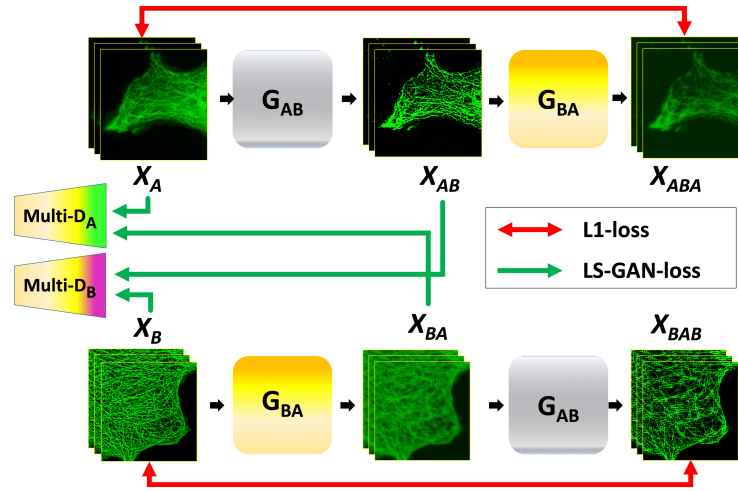 G_AB
G_BA
X_A
X_AB
X_ABA
Multi-D_A
L1-loss
LS-GAN-loss
Multi-D_B
X_B
X_BA
X_BAB
G_BA
G_AB